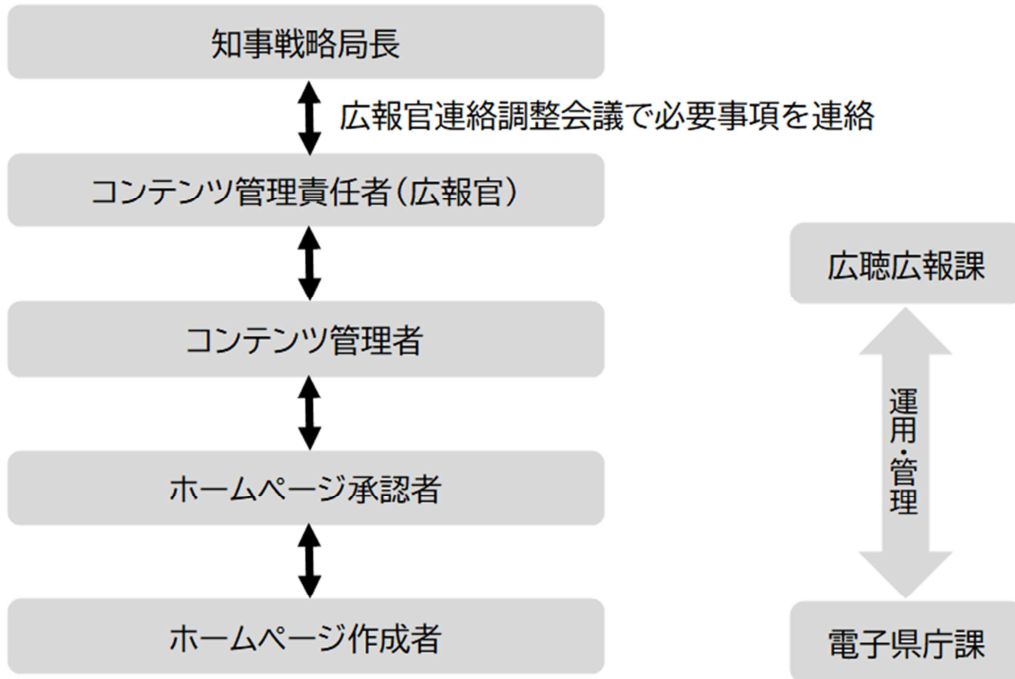 知事戦略局長
広報官連絡調整会議で必要事項を連絡
コンテンツ管理責任者(広報官)
コンテンツ管理者
ホームページ承認者
ホームページ作成者
広聴広報課
運用・管理
電子県庁課